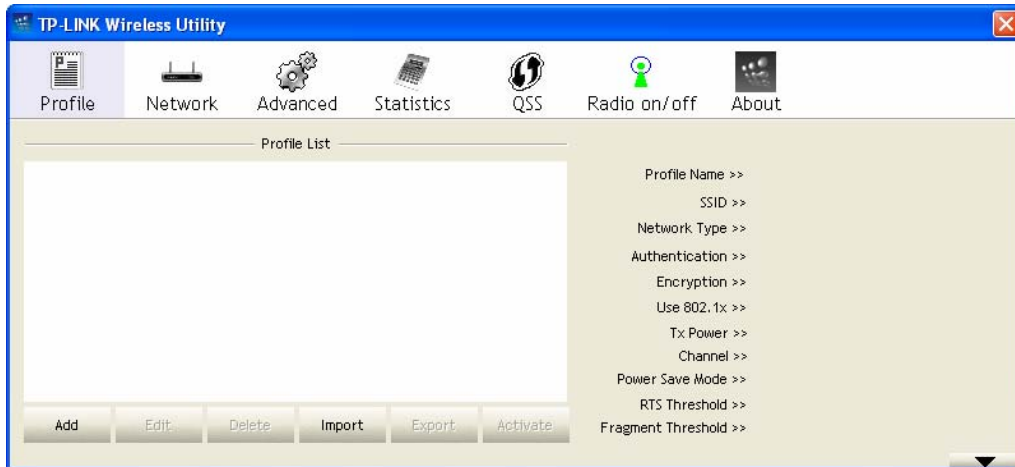 TP-LINK Wireless Utility
Profile Network Advanced Statistics QSS Radio on/off About
Profile List
Profile Name >>
SSID >>
Network Type >>
Authentication >>
Encryption >>
Use 802.1x >>
Tx Power >>
Channel >>
Power Save Mode >>
RTS Threshold >>
Fragment Threshold >>
Add Edit Delete Import Export Activate